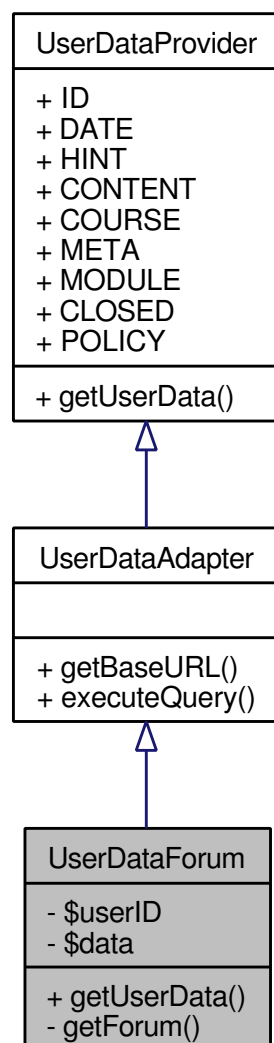 UserDataProvider
+ ID
+ DATE
+ HINT
+ CONTENT
+ COURSE
+ META
+ MODULE
+ CLOSED
+ POLICY
+ getUserData()
UserDataAdapter
+ getBaseURL()
+ executeQuery()
UserDataForum
- $userID
- $data
+ getUserData()
- getForum()